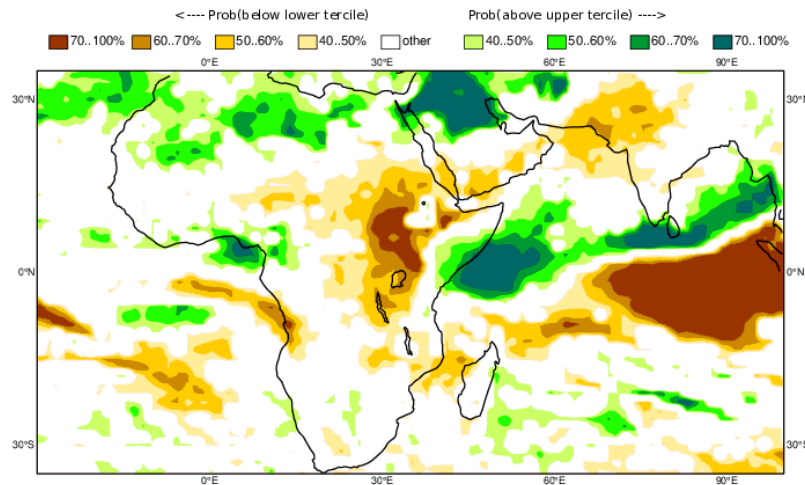 <---- Prob(below lower tercile) Prob(above upper tercile) ---->
70..100% 60..70% 50..60% 40..50% other 40..50% 50..60% 60..70% 70..100%
0°E 30°E 60°E 90°E
30°N 30°N
0°N 0°N
30°S 30°S
0°E 30°E 60°E 90°E